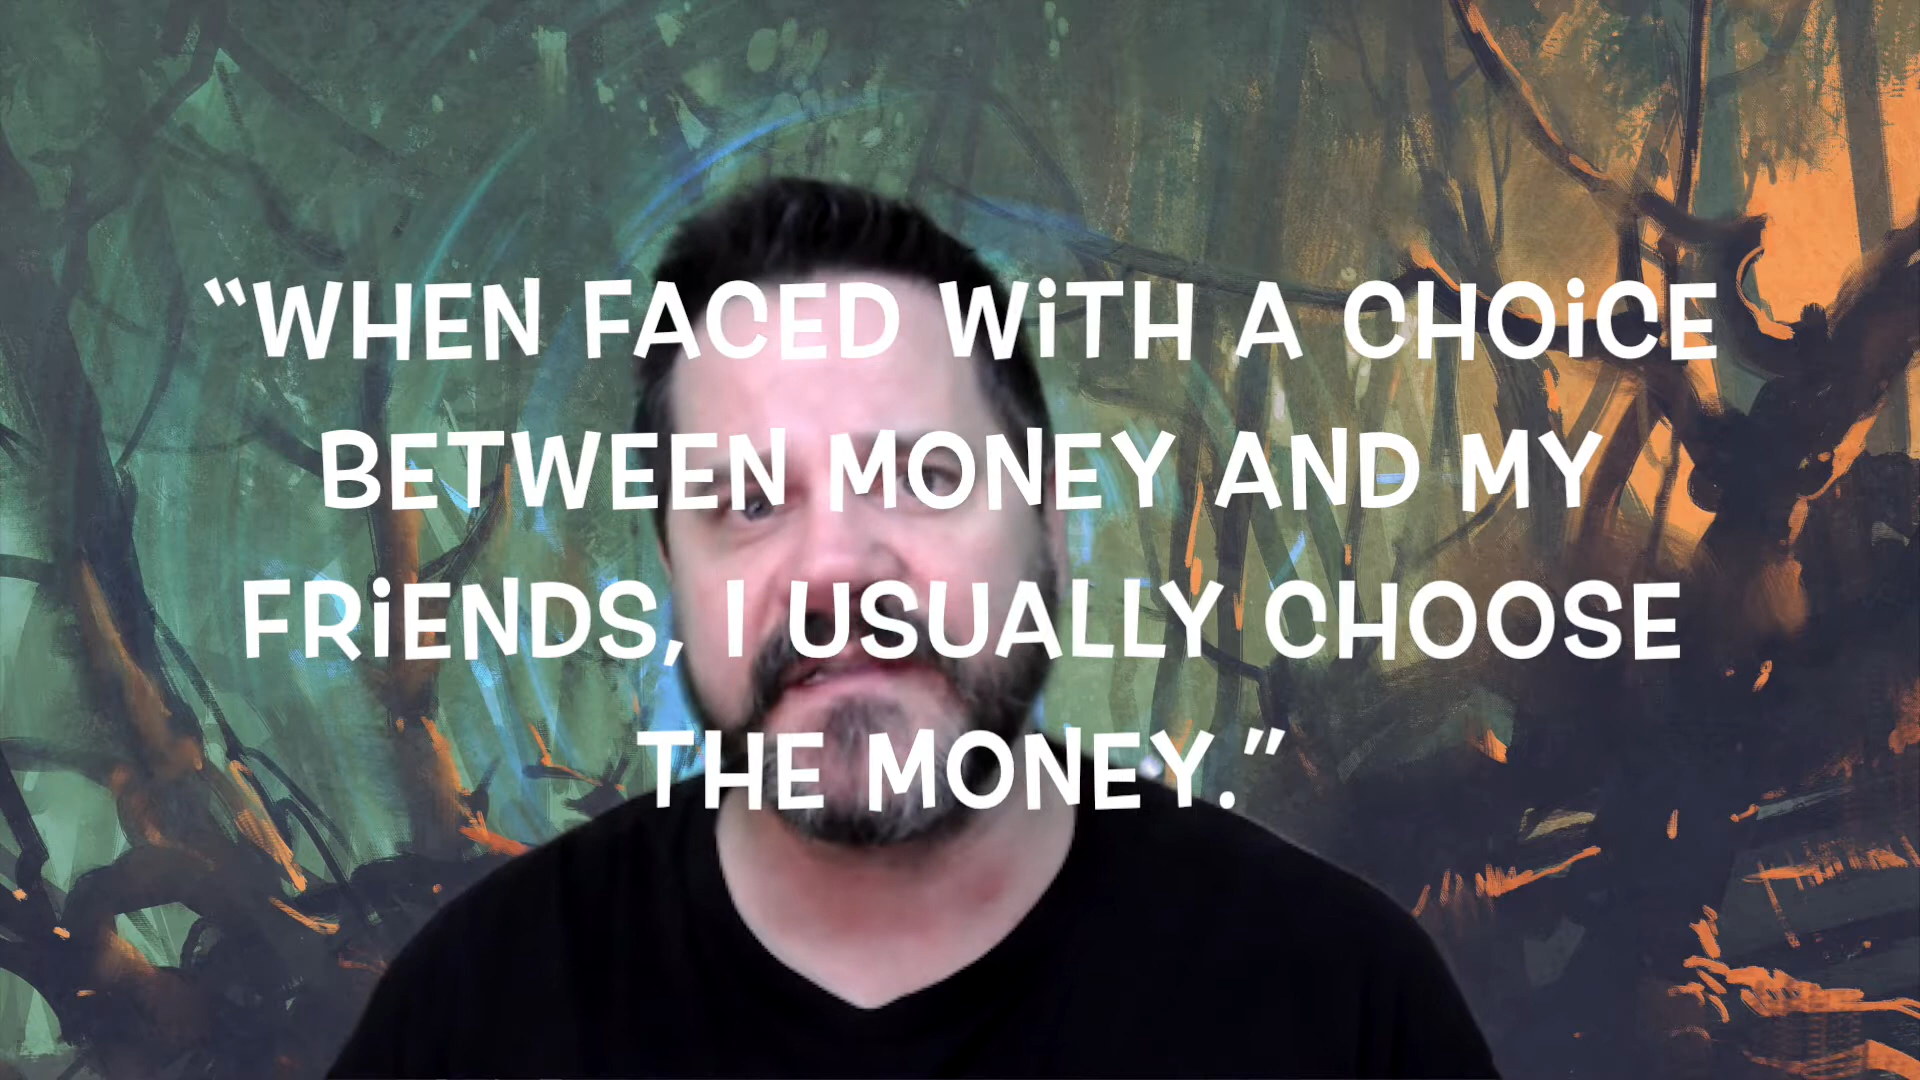 “WHEN FACED WiTH A CHOiCE
BETWEEN MONEY AND MY
FRiENDS, I USUALLY CHOOSE
THE MONEY.”